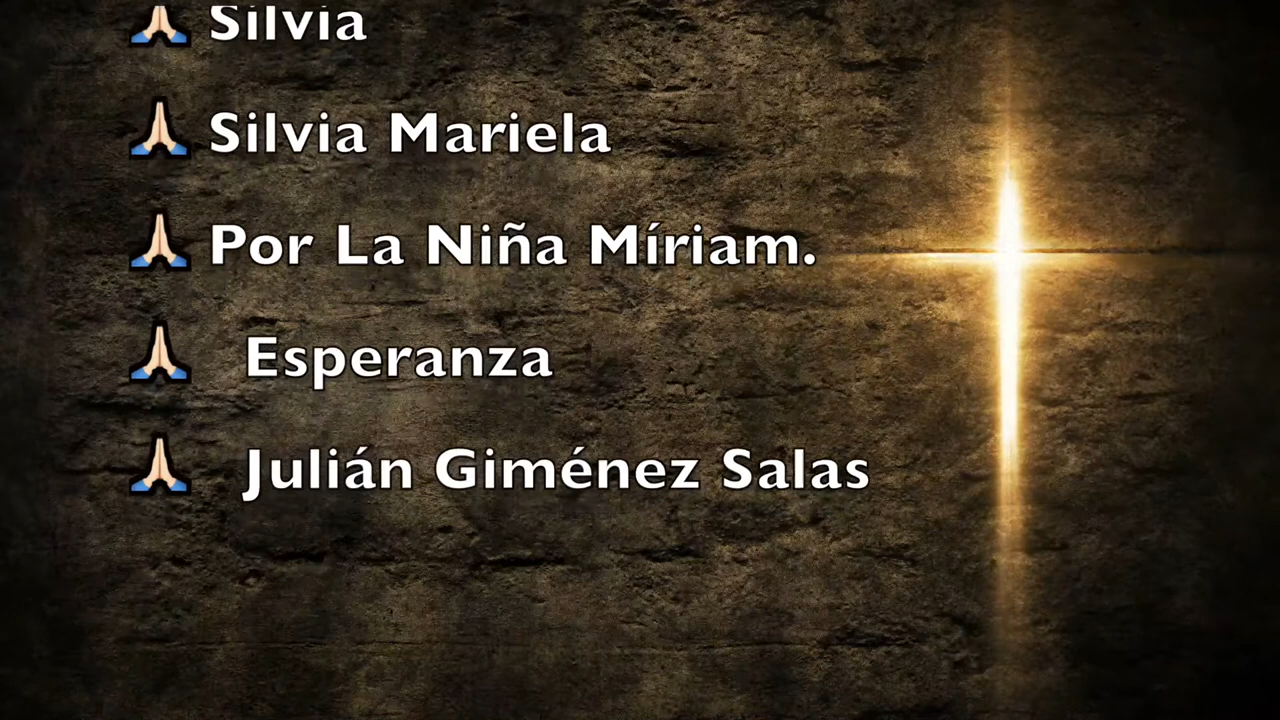 🙏🏻 Silvia
🙏🏻 Silvia Mariela
🙏🏻 Por La Niña Míriam.
🙏🏻 Esperanza
🙏🏻 Julián Giménez Salas